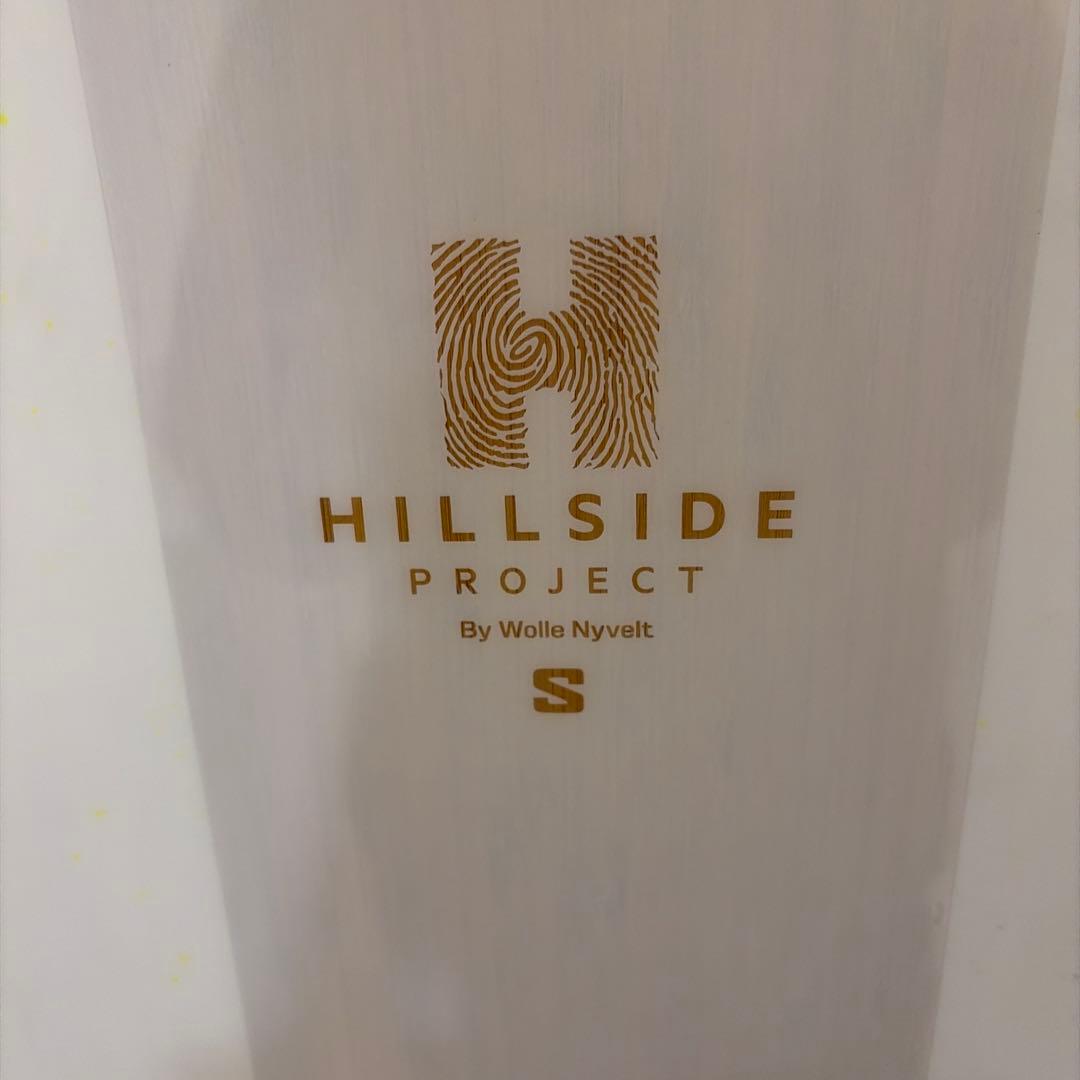 H
HILLSIDE
PROJECT
By Wolle Nyvelt
S